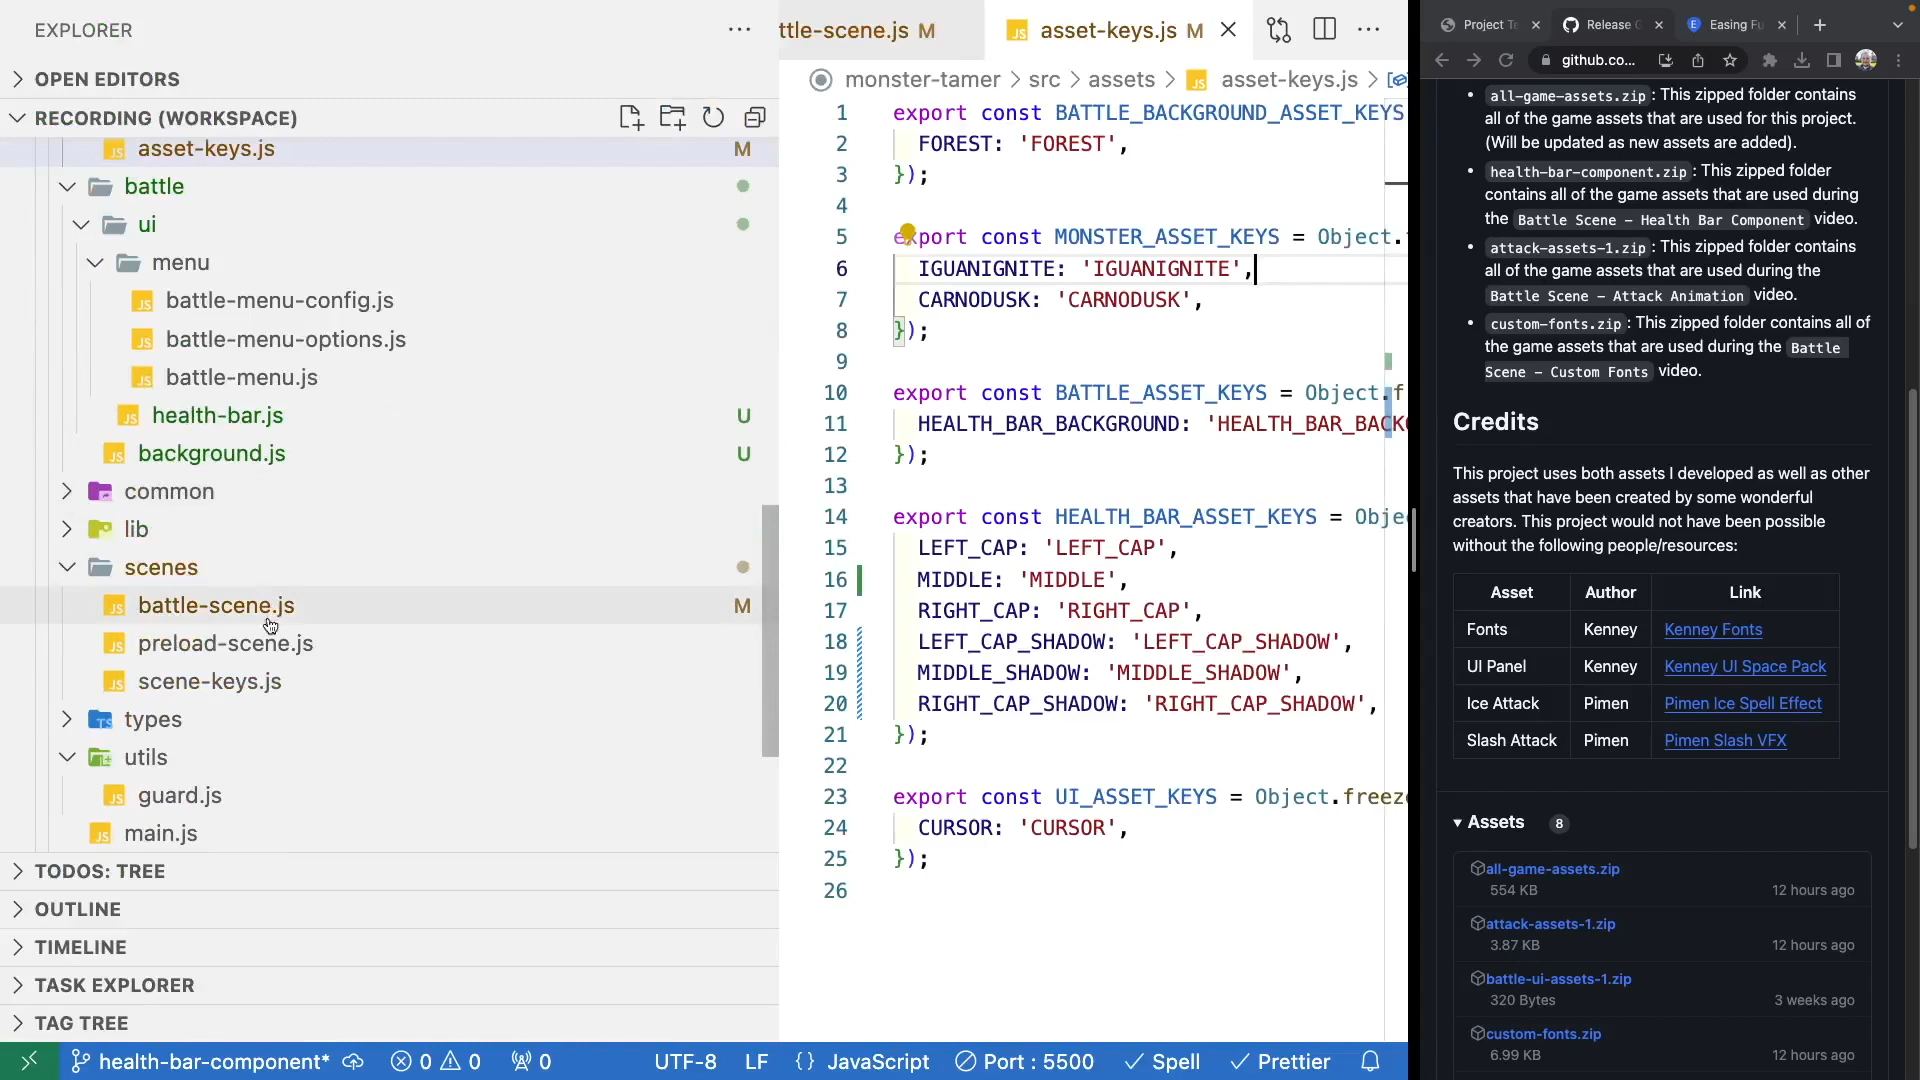 EXPLORER
OPEN EDITORS
RECORDING (WORKSPACE)
asset-keys.js M
battle
ui
menu
battle-menu-config.js
battle-menu-options.js
battle-menu.js
health-bar.js U
background.js U
common
lib
scenes
battle-scene.js M
preload-scene.js
scene-keys.js
types
utils
guard.js
main.js
TODOS: TREE
OUTLINE
TIMELINE
TASK EXPLORER
TAG TREE
ttle-scene.js M
asset-keys.js M
monster-tamer > src > assets > asset-keys.js >
1 export const BATTLE_BACKGROUND_ASSET_KEYS
2 FOREST: 'FOREST',
3 });
4
5 export const MONSTER_ASSET_KEYS = Object.
6 IGUANIGNITE: 'IGUANIGNITE',
7 CARNODUSK: 'CARNODUSK',
8 });
9
10 export const BATTLE_ASSET_KEYS = Object.f
11 HEALTH_BAR_BACKGROUND: 'HEALTH_BAR_BACK
12 });
13
14 export const HEALTH_BAR_ASSET_KEYS = Obje
15 LEFT_CAP: 'LEFT_CAP',
16 MIDDLE: 'MIDDLE',
17 RIGHT_CAP: 'RIGHT_CAP',
18 LEFT_CAP_SHADOW: 'LEFT_CAP_SHADOW',
19 MIDDLE_SHADOW: 'MIDDLE_SHADOW',
20 RIGHT_CAP_SHADOW: 'RIGHT_CAP_SHADOW',
21 });
22
23 export const UI_ASSET_KEYS = Object.freeze
24 CURSOR: 'CURSOR',
25 });
26
health-bar-component* 0 0 0 UTF-8 LF {} JavaScript Port : 5500 Spell Prettier
Project Te Release Easing Fu
github.co...
all-game-assets.zip : This zipped folder contains
all of the game assets that are used for this project.
(Will be updated as new assets are added).
health-bar-component.zip : This zipped folder
contains all of the game assets that are used during
the Battle Scene - Health Bar Component video.
attack-assets-1.zip : This zipped folder contains
all of the game assets that are used during the
Battle Scene - Attack Animation video.
custom-fonts.zip : This zipped folder contains all of
the game assets that are used during the Battle
Scene - Custom Fonts video.
Credits
This project uses both assets I developed as well as other
assets that have been created by some wonderful
creators. This project would not have been possible
without the following people/resources:
Asset Author Link
Fonts Kenney Kenney Fonts
UI Panel Kenney Kenney UI Space Pack
Ice Attack Pimen Pimen Ice Spell Effect
Slash Attack Pimen Pimen Slash VFX
Assets 8
all-game-assets.zip
554 KB 12 hours ago
attack-assets-1.zip
3.87 KB 12 hours ago
battle-ui-assets-1.zip
320 Bytes 3 weeks ago
custom-fonts.zip
6.99 KB 12 hours ago